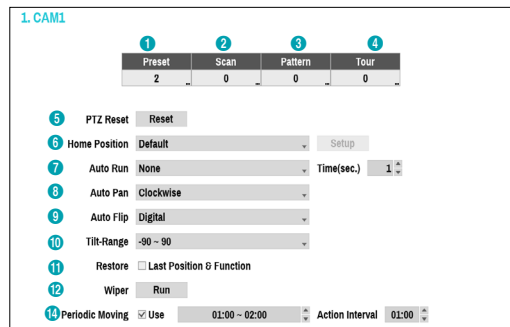 1. CAM1
1 2 3 4
Preset Scan Pattern Tour
2 ... 0 ... 0 ... 0 ...
5 PTZ Reset Reset
6 Home Position Default Setup
7 Auto Run None Time(sec.) 1
8 Auto Pan Clockwise
9 Auto Flip Digital
10 Tilt-Range -90 ~ 90
11 Restore Last Position & Function
12 Wiper Run
14 Periodic Moving Use 01:00 ~ 02:00 Action Interval 01:00